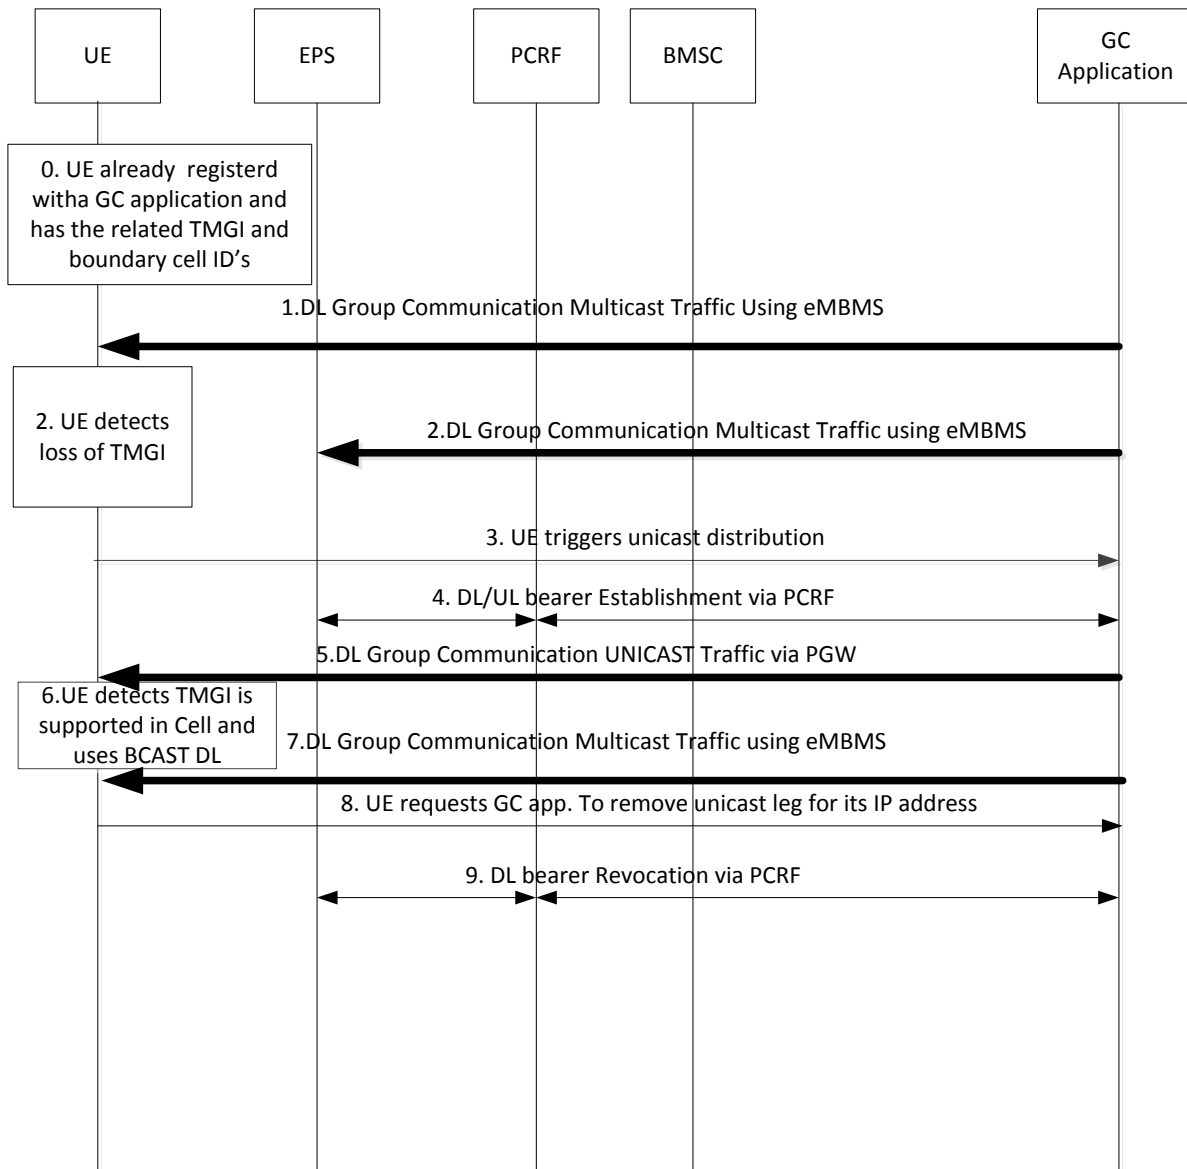 UE
EPS
PCRF
BMSC
GC
Application
0. UE already  registerd
witha GC application and
has the related TMGI and
boundary cell ID’s
1.DL Group Communication Multicast Traffic Using eMBMS
2. UE detects
loss of TMGI
2.DL Group Communication Multicast Traffic using eMBMS
3. UE triggers unicast distribution
4. DL/UL bearer Establishment via PCRF
5.DL Group Communication UNICAST Traffic via PGW
6.UE detects TMGI is
supported in Cell and
uses BCAST DL
7.DL Group Communication Multicast Traffic using eMBMS
8. UE requests GC app. To remove unicast leg for its IP address
9. DL bearer Revocation via PCRF